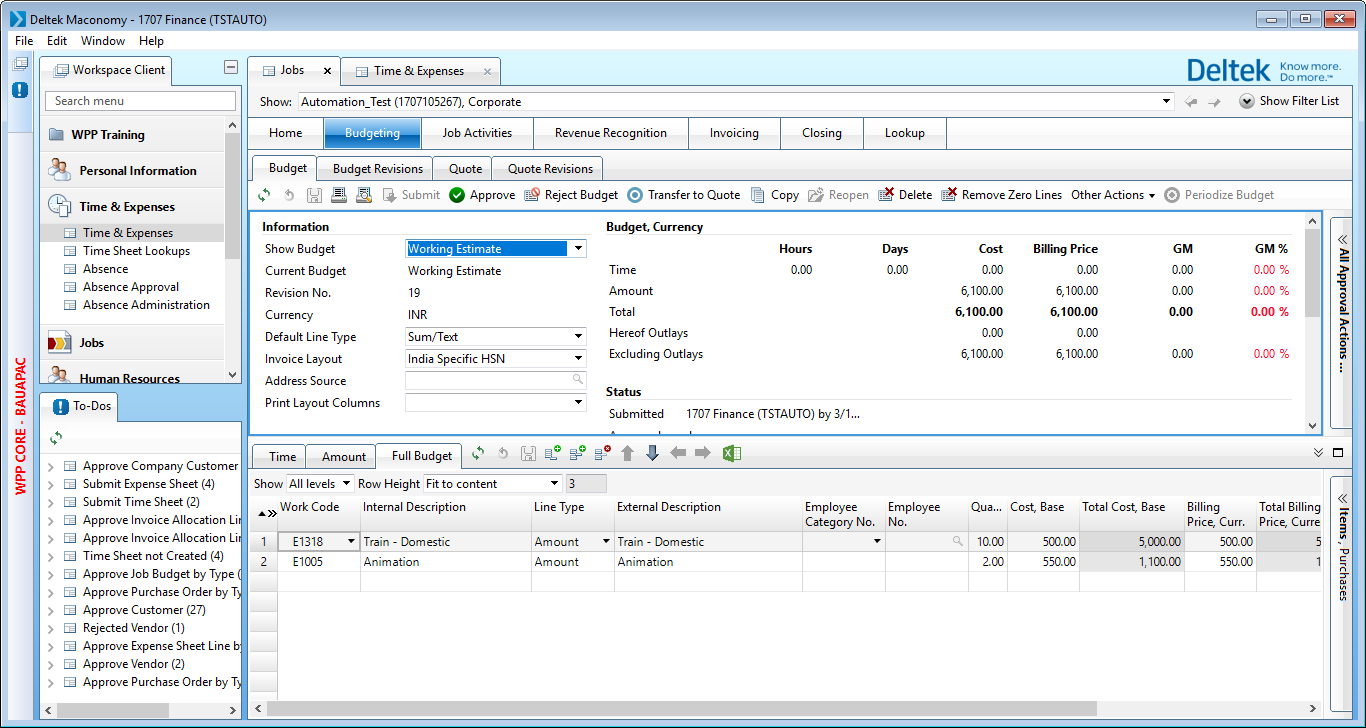 Deltek Maconomy - 1707 Finance (TSTAUTO)
File Edit Window Help
Workspace Client
Search menu
WPP Training
Personal Information
Time & Expenses
Time & Expenses
Time Sheet Lookups
Absence
Absence Approval
Absence Administration
Jobs
Human Resources
WPP CORE - BAUAPAC
To-Dos
Approve Company Customer
Submit Expense Sheet (4)
Submit Time Sheet (2)
Approve Invoice Allocation Lin
Approve Invoice Allocation Lin
Time Sheet not Created (4)
Approve Job Budget by Type (
Approve Purchase Order by Ty
Approve Customer (27)
Rejected Vendor (1)
Approve Expense Sheet Line by
Approve Vendor (2)
Approve Purchase Order by Ty
Jobs
Time & Expenses
Deltek Know more.
Do more.™
Show: Automation_Test (1707105267), Corporate
Show Filter List
Home Budgeting Job Activities Revenue Recognition Invoicing Closing Lookup
Budget Budget Revisions Quote Quote Revisions
Submit Approve Reject Budget Transfer to Quote Copy Reopen Delete Remove Zero Lines Other Actions Periodize Budget
Information
Show Budget Working Estimate
Current Budget Working Estimate
Revision No. 19
Currency INR
Default Line Type Sum/Text
Invoice Layout India Specific HSN
Address Source
Print Layout Columns
Budget, Currency
Hours Days Cost Billing Price GM GM %
Time 0.00 0.00 0.00 0.00 0.00 0.00 %
Amount 6,100.00 6,100.00 0.00 0.00 %
Total 6,100.00 6,100.00 0.00 0.00 %
Hereof Outlays 0.00 0.00
Excluding Outlays 6,100.00 6,100.00 0.00 0.00 %
Status
Submitted 1707 Finance (TSTAUTO) by 3/1...
All Approval Actions ...
Time Amount Full Budget
Show All levels Row Height Fit to content 3
Work Code Internal Description Line Type External Description Employee Category No. Employee No. Qua... Cost, Base Total Cost, Base Billing Price, Curr. Total Billing Price, Curre
1 E1318 Train - Domestic Amount Train - Domestic 10.00 500.00 5,000.00 500.00 5
2 E1005 Animation Amount Animation 2.00 550.00 1,100.00 550.00 1
Items , Purchases